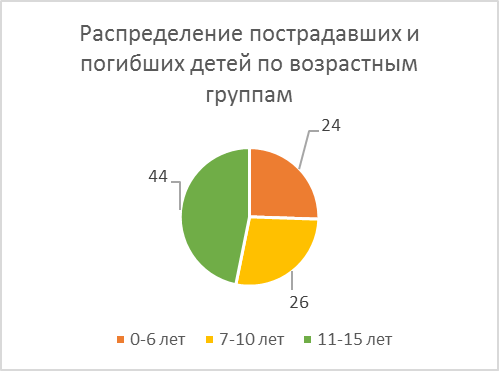 Распределение пострадавших и
погибших детей по возрастным
группам
24
44
26
0-6 лет 7-10 лет 11-15 лет